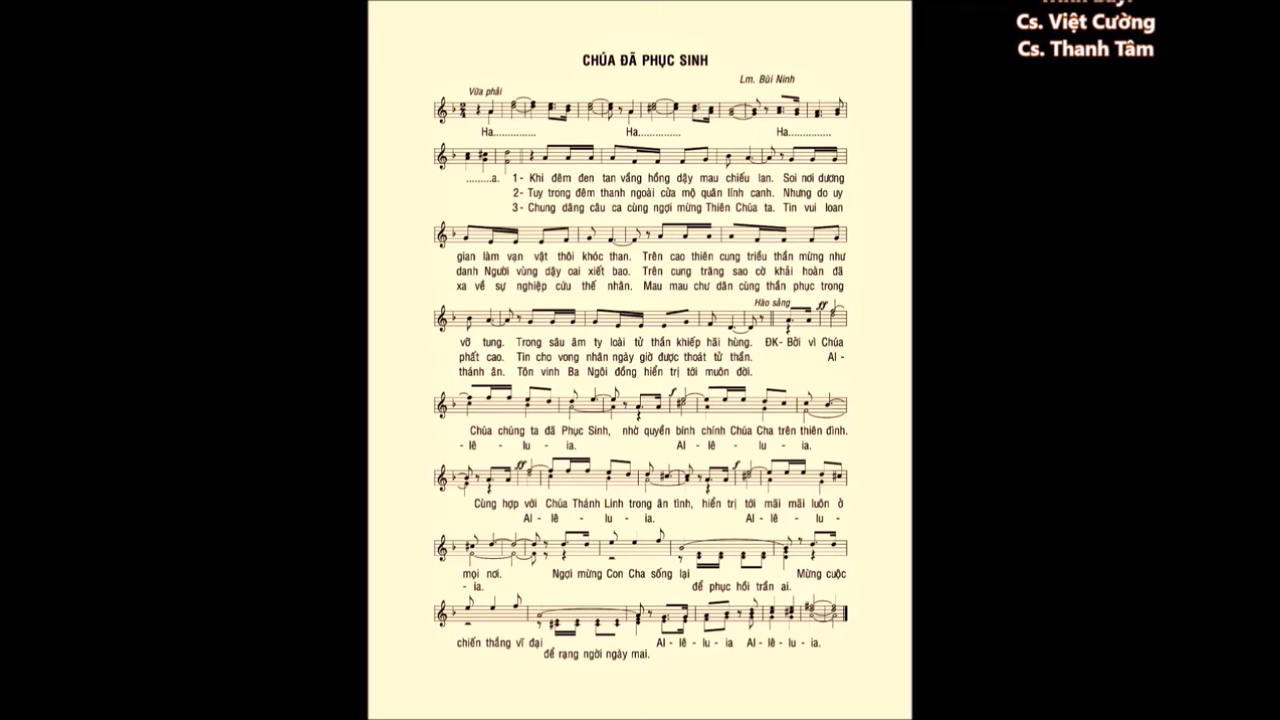 Cs. Việt Cường
Cs. Thanh Tâm
CHÚA ĐÃ PHỤC SINH
Lm. Bùi Ninh
Vừa phải
Ha.............. Ha.............. Ha..............
.........a. 1- Khi đêm đen tan vầng hồng dậy mau chiếu lan. Soi nơi dương
2- Tuy trong đêm thanh ngoài cửa mộ quân lính canh. Nhưng do uy
3- Chung dâng câu ca cùng ngợi mừng Thiên Chúa ta. Tin vui loan
gian làm vạn vật thôi khóc than. Trên cao thiên cung triều thần mừng như
danh Người vùng dậy oai xiết bao. Trên cung trăng sao cờ khải hoàn đã
xa về sự nghiệp cứu thế nhân. Mau mau chư dân cùng thần phục trong
Hào sảng ff
vỡ tung. Trong sâu âm ty loài tử thần khiếp hãi hùng. ĐK- Bởi vì Chúa
phất cao. Tin cho vong nhân ngày giờ được thoát tử thần. Al -
thánh ân. Tôn vinh Ba Ngôi đồng hiển trị tới muôn đời.
f
Chúa chúng ta đã Phục Sinh, nhờ quyền bính chính Chúa Cha trên thiên đình.
- lê - lu - ia. Al - lê - lu - ia.
ff f
Cùng hợp với Chúa Thánh Linh trong ân tình, hiển trị tới mãi mãi luôn ở
Al - lê - lu - ia. Al - lê - lu -
mọi nơi. Ngợi mừng Con Cha sống lại Mừng cuộc
- ia. để phục hồi trần ai.
chiến thắng vĩ đại Al - lê - lu - ia Al - lê - lu - ia.
để rạng ngời ngày mai.